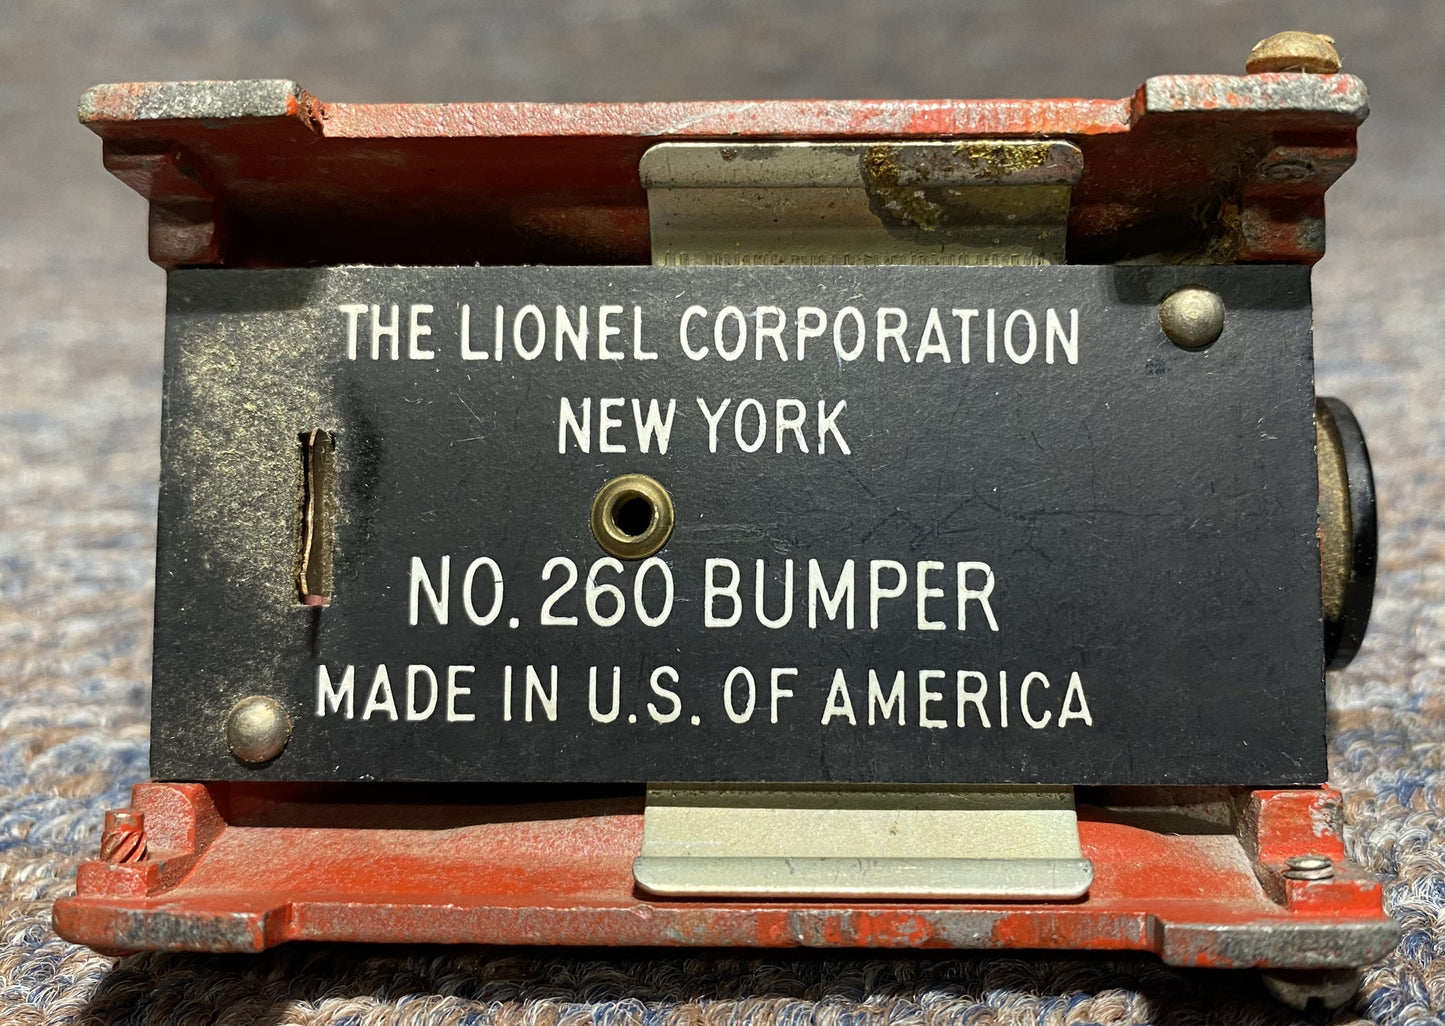 THE LIONEL CORPORATION
NEW YORK
NO. 260 BUMPER
MADE IN U.S. OF AMERICA